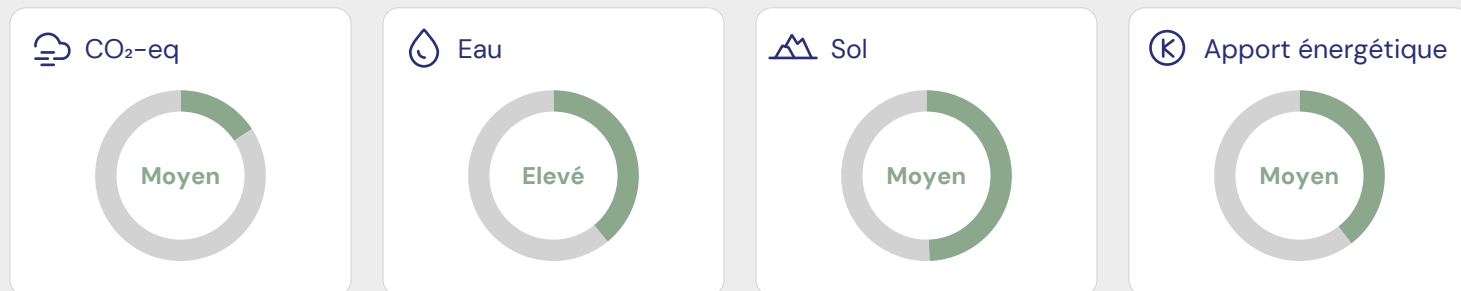 CO₂-eq
Moyen
Eau
Elevé
Sol
Moyen
Apport énergétique
Moyen